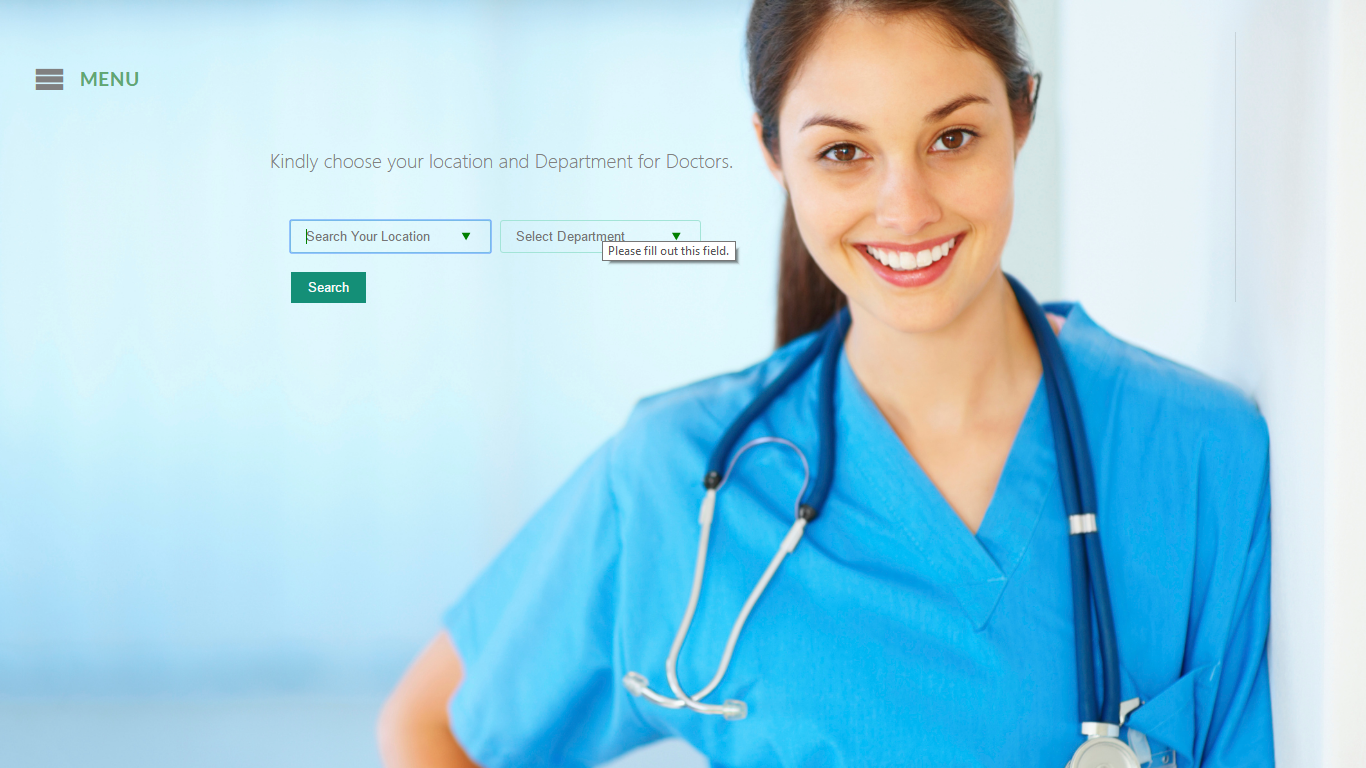 MENU
Kindly choose your location and Department for Doctors.
Search Your Location
Select Department
Please fill out this field.
Search